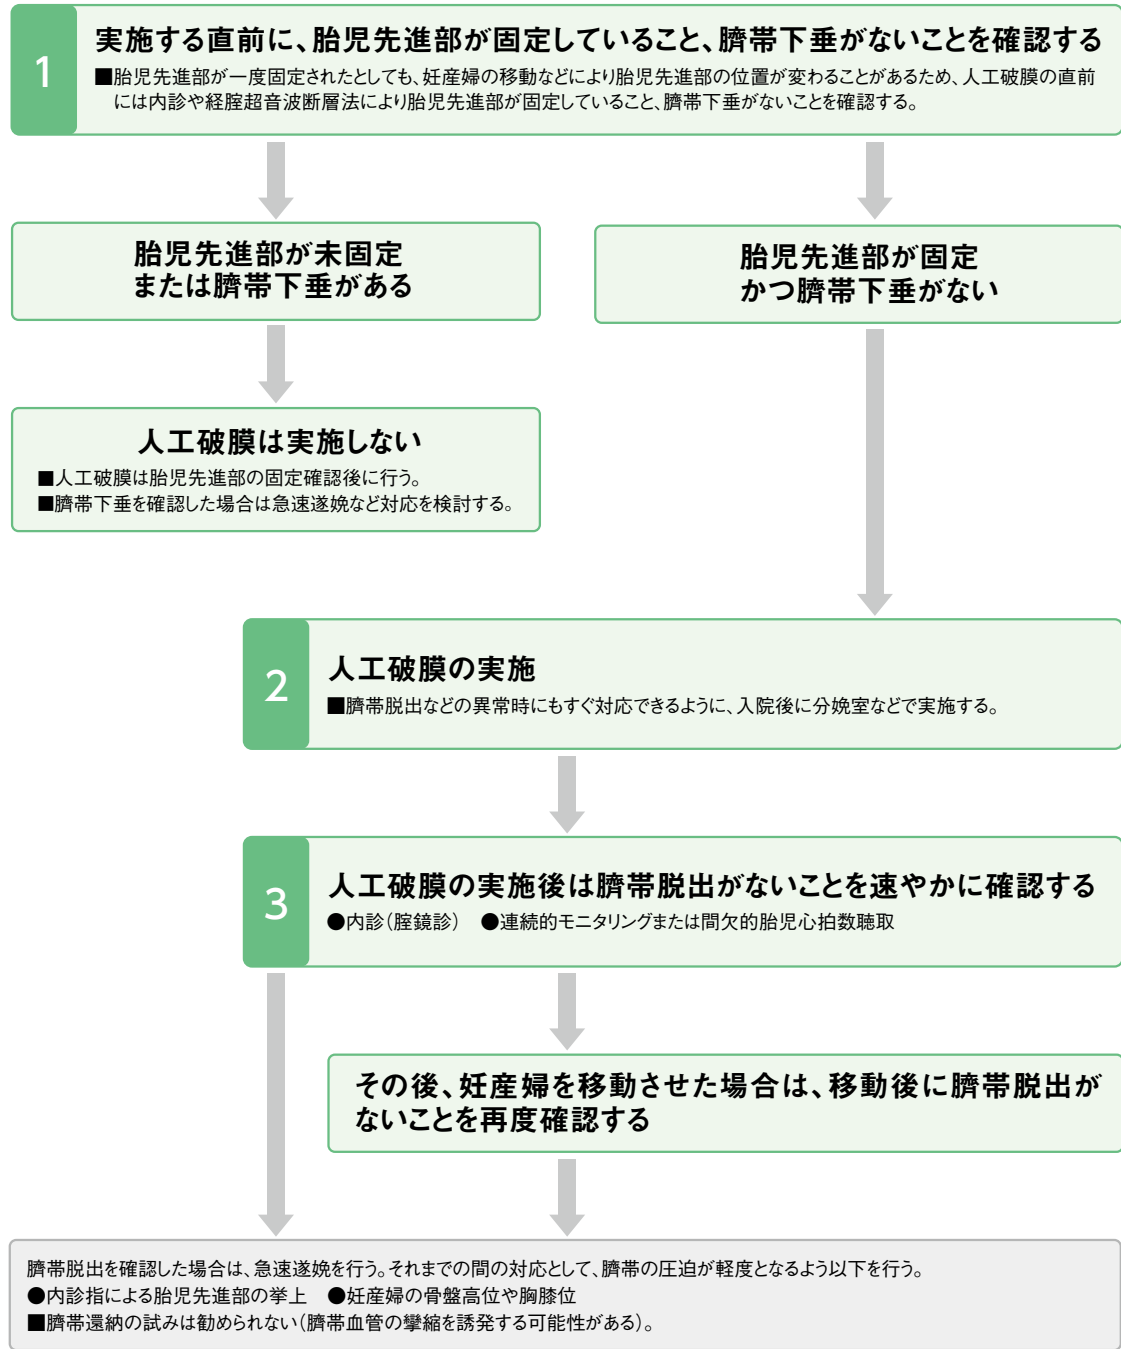 1
実施する直前に、胎児先進部が固定していること、臍帯下垂がないことを確認する
■胎児先進部が一度固定されたとしても、妊産婦の移動などにより胎児先進部の位置が変わることがあるため、人工破膜の直前
には内診や経腟超音波断層法により胎児先進部が固定していること、臍帯下垂がないことを確認する。
胎児先進部が未固定
または臍帯下垂がある
胎児先進部が固定
かつ臍帯下垂がない
人工破膜は実施しない
■人工破膜は胎児先進部の固定確認後に行う。
■臍帯下垂を確認した場合は急速遂娩など対応を検討する。
2
人工破膜の実施
■臍帯脱出などの異常時にもすぐ対応できるように、入院後に分娩室などで実施する。
3
人工破膜の実施後は臍帯脱出がないことを速やかに確認する
●内診（腟鏡診） ●連続的モニタリングまたは間欠的胎児心拍数聴取
その後、妊産婦を移動させた場合は、移動後に臍帯脱出が
ないことを再度確認する
臍帯脱出を確認した場合は、急速遂娩を行う。それまでの間の対応として、臍帯の圧迫が軽度となるよう以下を行う。
●内診指による胎児先進部の挙上 ●妊産婦の骨盤高位や胸膝位
■臍帯還納の試みは勧められない（臍帯血管の攣縮を誘発する可能性がある）。